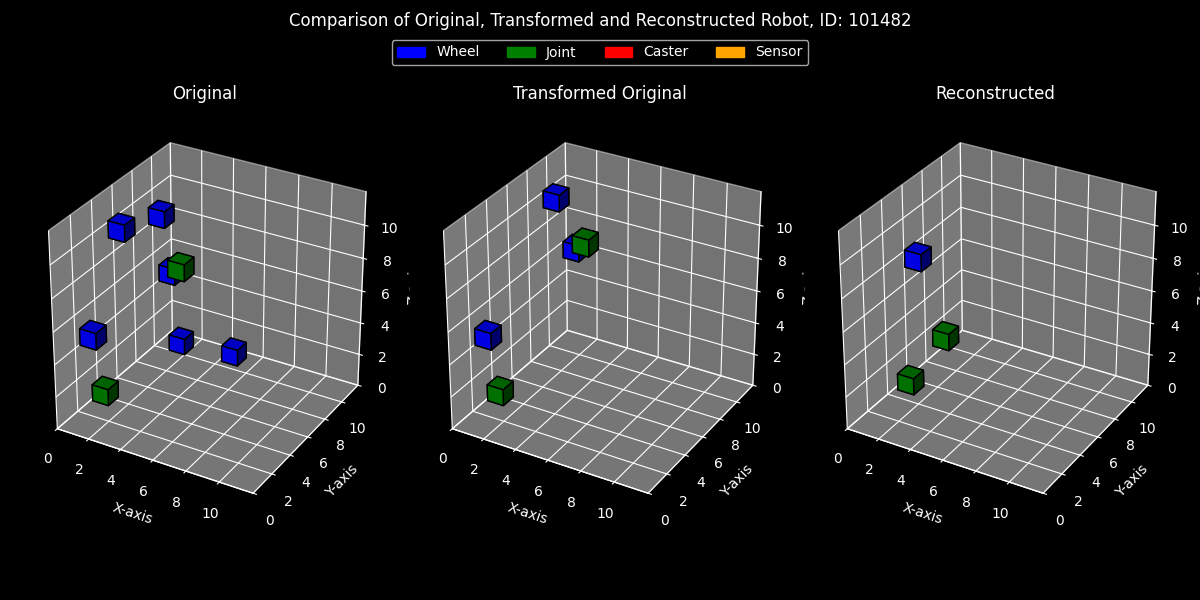 Comparison of Original, Transformed and Reconstructed Robot, ID: 101482
Wheel Joint Caster Sensor
Original Transformed Original Reconstructed
10 10 10
8 8 8
6 6 6
4 4 4
2 2 2
0 0 0
0 2 4 6 8 10 0 2 4 6 8 10 0 2 4 6 8 10
0 2 4 6 8 10 0 2 4 6 8 10 0 2 4 6 8 10
X-axis Y-axis X-axis Y-axis X-axis Y-axis